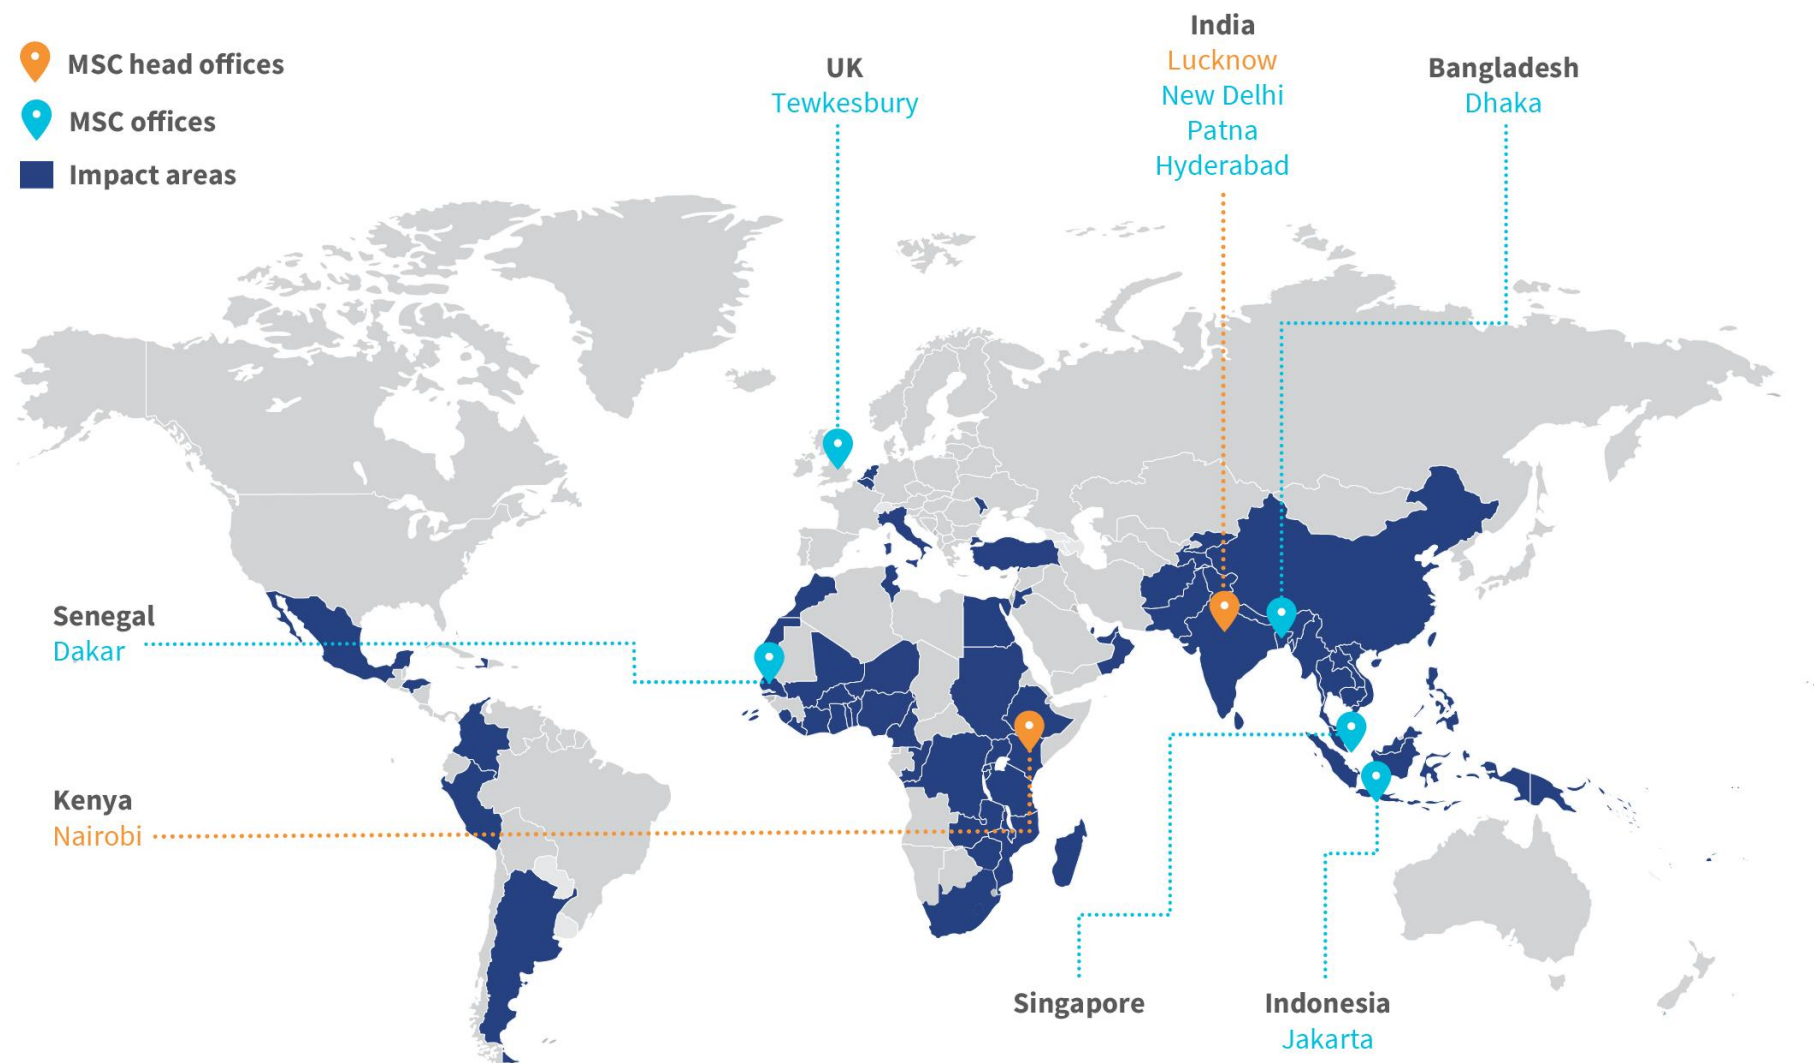 MSC head offices
MSC offices
Impact areas
UK
Tewkesbury
India
Lucknow
New Delhi
Patna
Hyderabad
Bangladesh
Dhaka
Senegal
Dakar
Kenya
Nairobi
Singapore
Indonesia
Jakarta